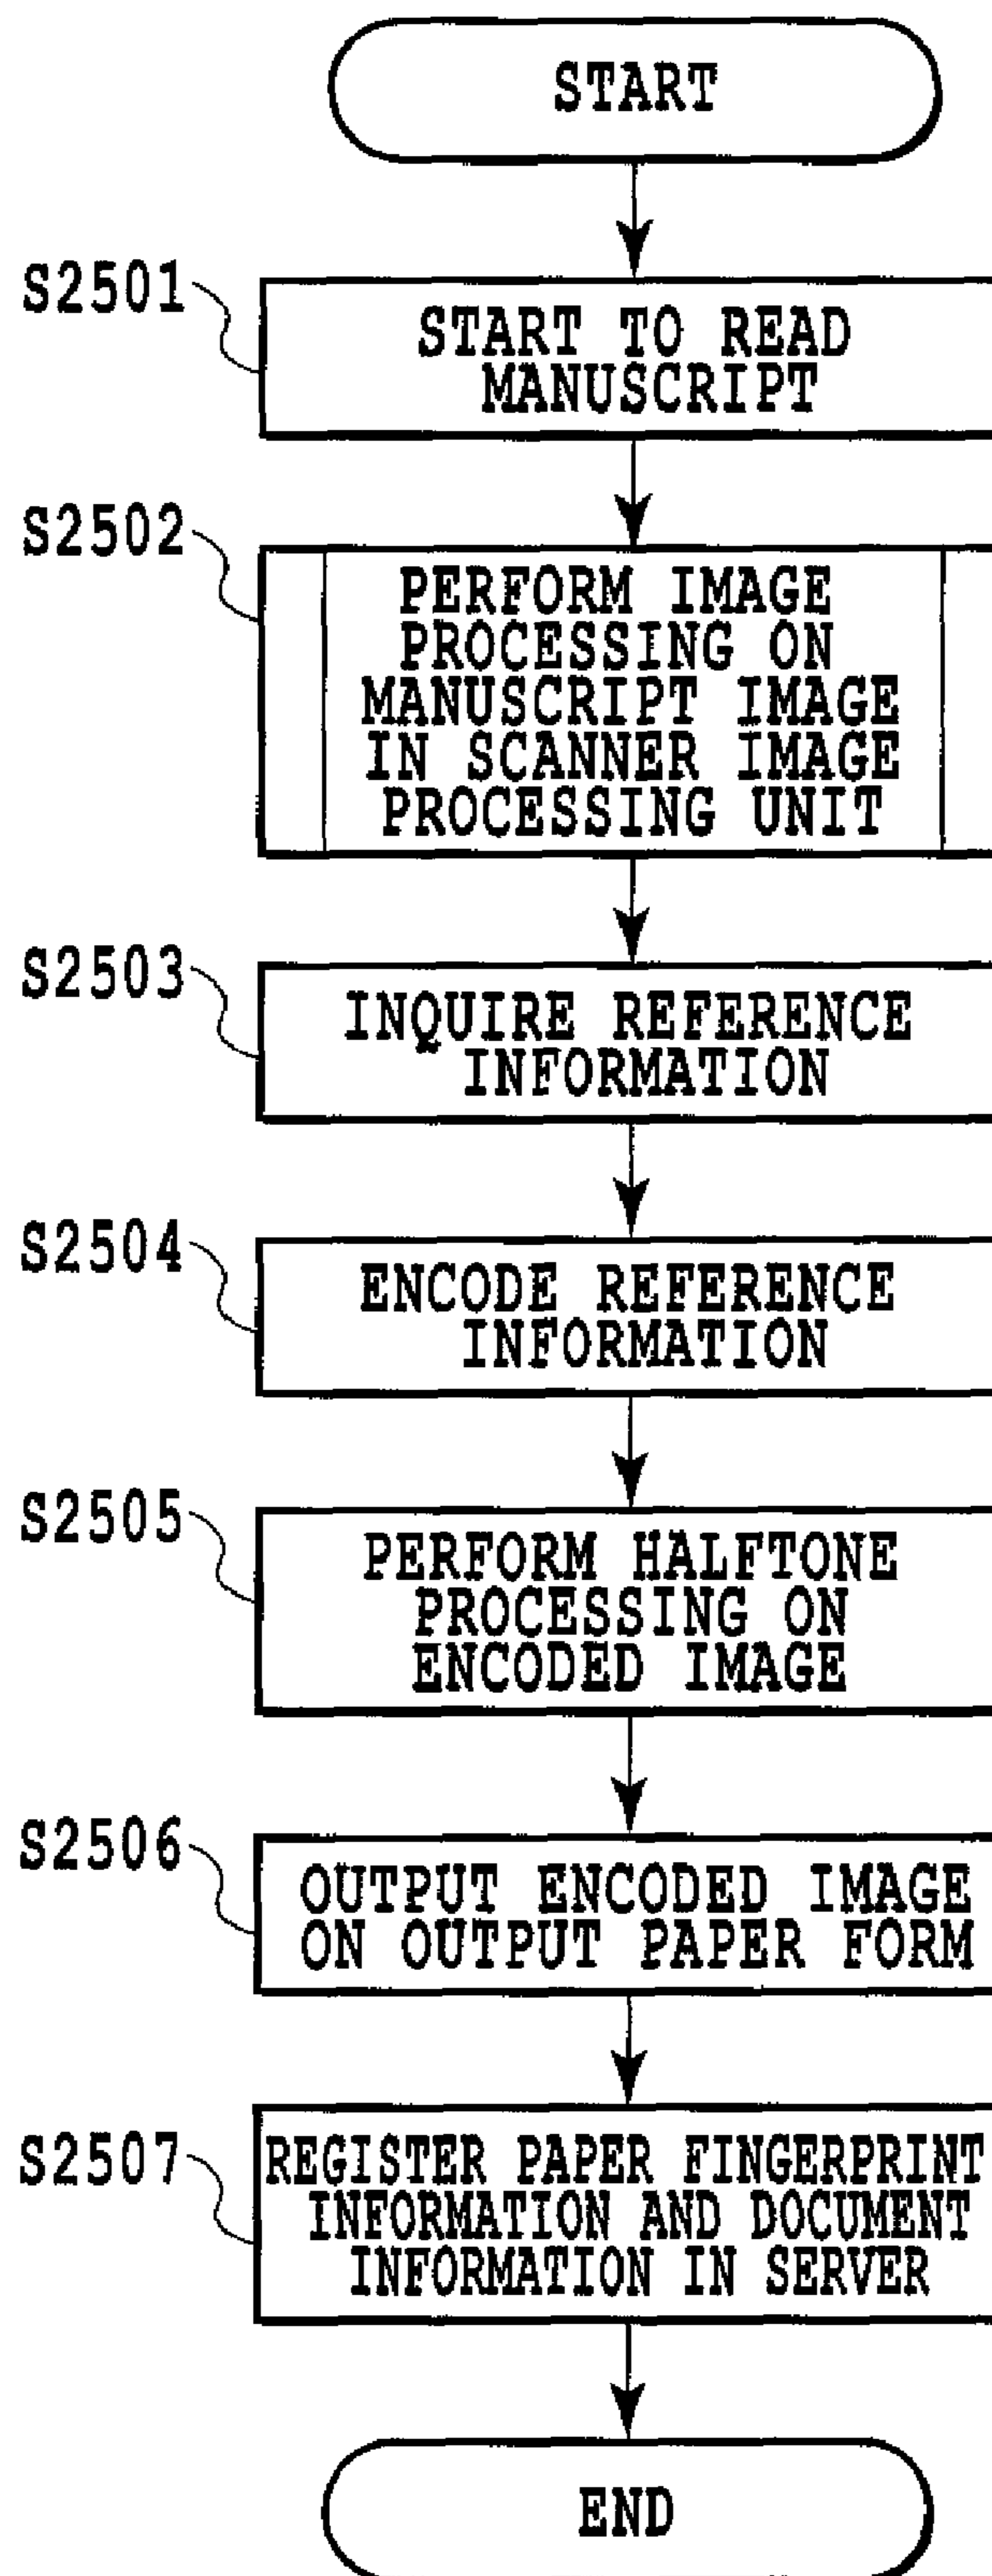 START
S2501
START TO READ
MANUSCRIPT
S2502
PERFORM IMAGE
PROCESSING ON
MANUSCRIPT IMAGE
IN SCANNER IMAGE
PROCESSING UNIT
S2503
INQUIRE REFERENCE
INFORMATION
S2504
ENCODE REFERENCE
INFORMATION
S2505
PERFORM HALFTONE
PROCESSING ON
ENCODED IMAGE
S2506
OUTPUT ENCODED IMAGE
ON OUTPUT PAPER FORM
S2507
REGISTER PAPER FINGERPRINT
INFORMATION AND DOCUMENT
INFORMATION IN SERVER
END